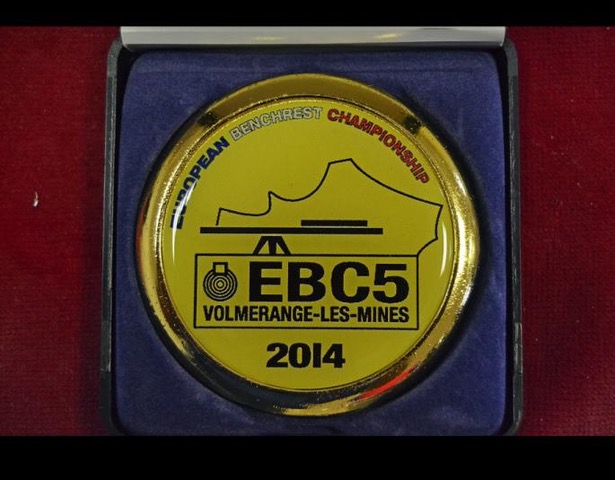 EUROPEAN BENCHREST CHAMPIONSHIP
EBC5
VOLMERANGE-LES-MINES
2014